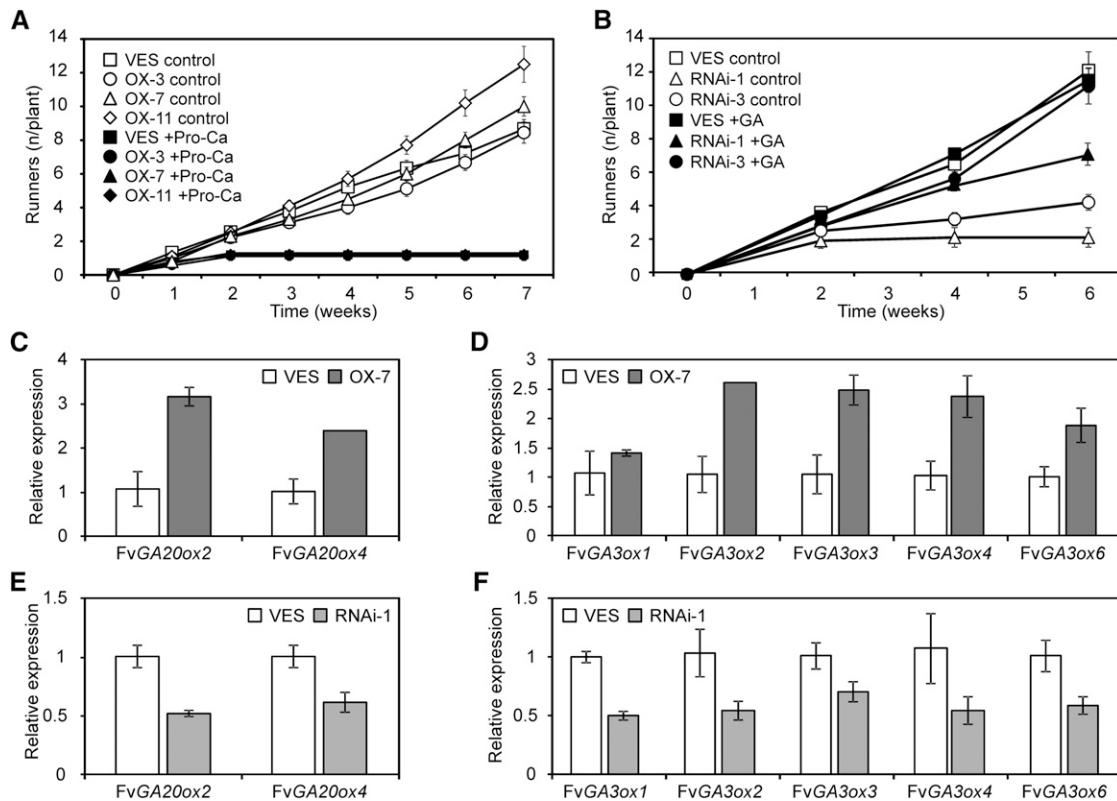 A
Runners (n/plant)
14
12
10
8
6
4
2
0
VES control
OX-3 control
OX-7 control
OX-11 control
VES +Pro-Ca
OX-3 +Pro-Ca
OX-7 +Pro-Ca
OX-11 +Pro-Ca
0 1 2 3 4 5 6 7
Time (weeks)
B
Runners (n/plant)
14
12
10
8
6
4
2
0
VES control
RNAi-1 control
RNAi-3 control
VES +GA
RNAi-1 +GA
RNAi-3 +GA
0 1 2 3 4 5 6
Time (weeks)
C
Relative expression
4
3
2
1
0
VES OX-7
FvGA20ox2 FvGA20ox4
D
Relative expression
3
2.5
2
1.5
1
0.5
0
VES OX-7
FvGA3ox1 FvGA3ox2 FvGA3ox3 FvGA3ox4 FvGA3ox6
E
Relative expression
1.5
1
0.5
0
VES RNAi-1
FvGA20ox2 FvGA20ox4
F
Relative expression
1.5
1
0.5
0
VES RNAi-1
FvGA3ox1 FvGA3ox2 FvGA3ox3 FvGA3ox4 FvGA3ox6